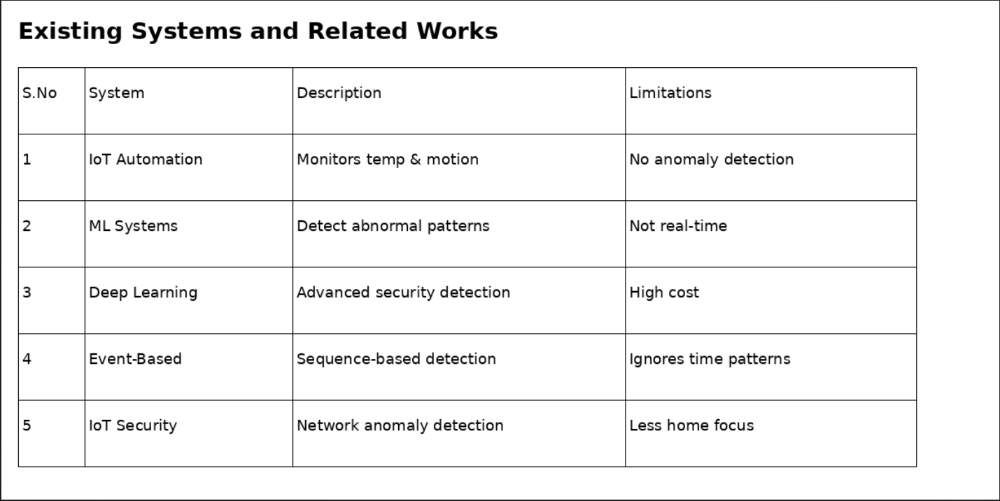 Existing Systems and Related Works
S.No System Description Limitations
1 IoT Automation Monitors temp & motion No anomaly detection
2 ML Systems Detect abnormal patterns Not real-time
3 Deep Learning Advanced security detection High cost
4 Event-Based Sequence-based detection Ignores time patterns
5 IoT Security Network anomaly detection Less home focus